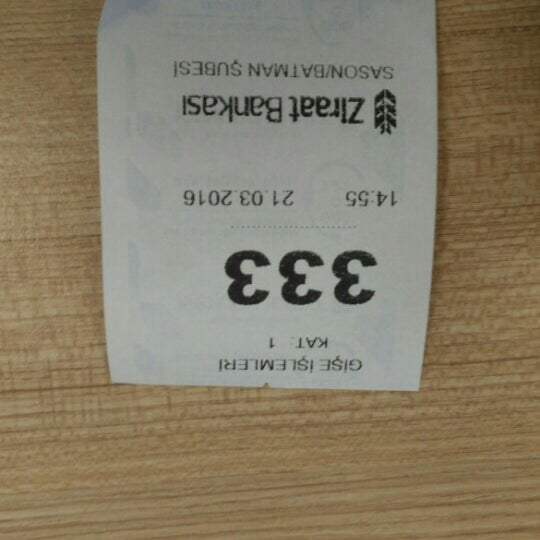 GİŞE İŞLEMLERİ
KAT. 1
333
14:55 21.03.2016
Ziraat Bankası
SASON/BATMAN ŞUBESİ